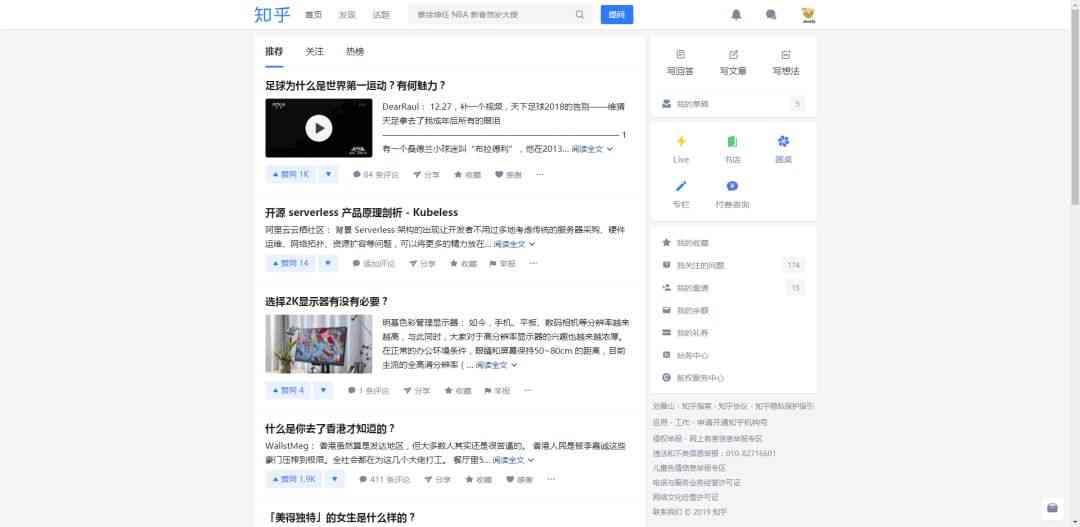 知乎
首页 发现 话题
蔡徐坤任 NBA 新春贺岁大使
提问
推荐 关注 热榜
足球为什么是世界第一运动？有何魅力？
DearRaul： 12.27，补一个视频，天下足球2018的告别——维猜
天足拿去了我成年后所有的眼泪
1
有一个桑德兰小球迷叫“布拉德利”，他在2013... 阅读全文
赞同 1K 64 条评论 分享 收藏 感谢
开源 serverless 产品原理剖析 - Kubeless
阿里云云栖社区： 背景 Serverless 架构的出现让开发者不用过多地考虑传统的服务器采购、硬件
运维、网络拓扑、资源扩容等问题，可以将更多的精力放在... 阅读全文
赞同 14 添加评论 分享 收藏 举报
选择2K显示器有没有必要？
明基色彩管理显示器： 如今，手机、平板、数码相机等分辨率越来
越高，与此同时，大家对于高分辨率显示器的兴趣也越来越浓厚。
在正常的办公环境条件，眼睛和屏幕保持50~80cm 的距离，目前
主流的全高清分辨率 (... 阅读全文
赞同 4 1 条评论 分享 收藏 举报
什么是你去了香港才知道的？
WallstMeg： 香港虽然算是发达地区，但大多数人其实还是很苦逼的。 香港人民是被李嘉诚这些
豪门压榨到极限。全社会都在为这几个大佬打工。 餐厅里5... 阅读全文
赞同 1.9K 411 条评论 分享 收藏 感谢
「美得独特」的女生是什么样的？
写回答 写文章 写想法
我的草稿 5
Live 书店 圆桌
专栏 付费咨询
我的收藏
我关注的问题 174
我的邀请 15
我的余额
我的礼券
站务中心
版权服务中心
刘看山 · 知乎指南 · 知乎协议 · 知乎隐私保护指引
应用 · 工作 · 申请开通知乎机构号
侵权举报 · 网上有害信息举报专区
违法和不良信息举报：010-82716601
儿童色情信息举报专区
电信与服务业务经营许可证
网络文化经营许可证
联系我们 © 2019 知乎